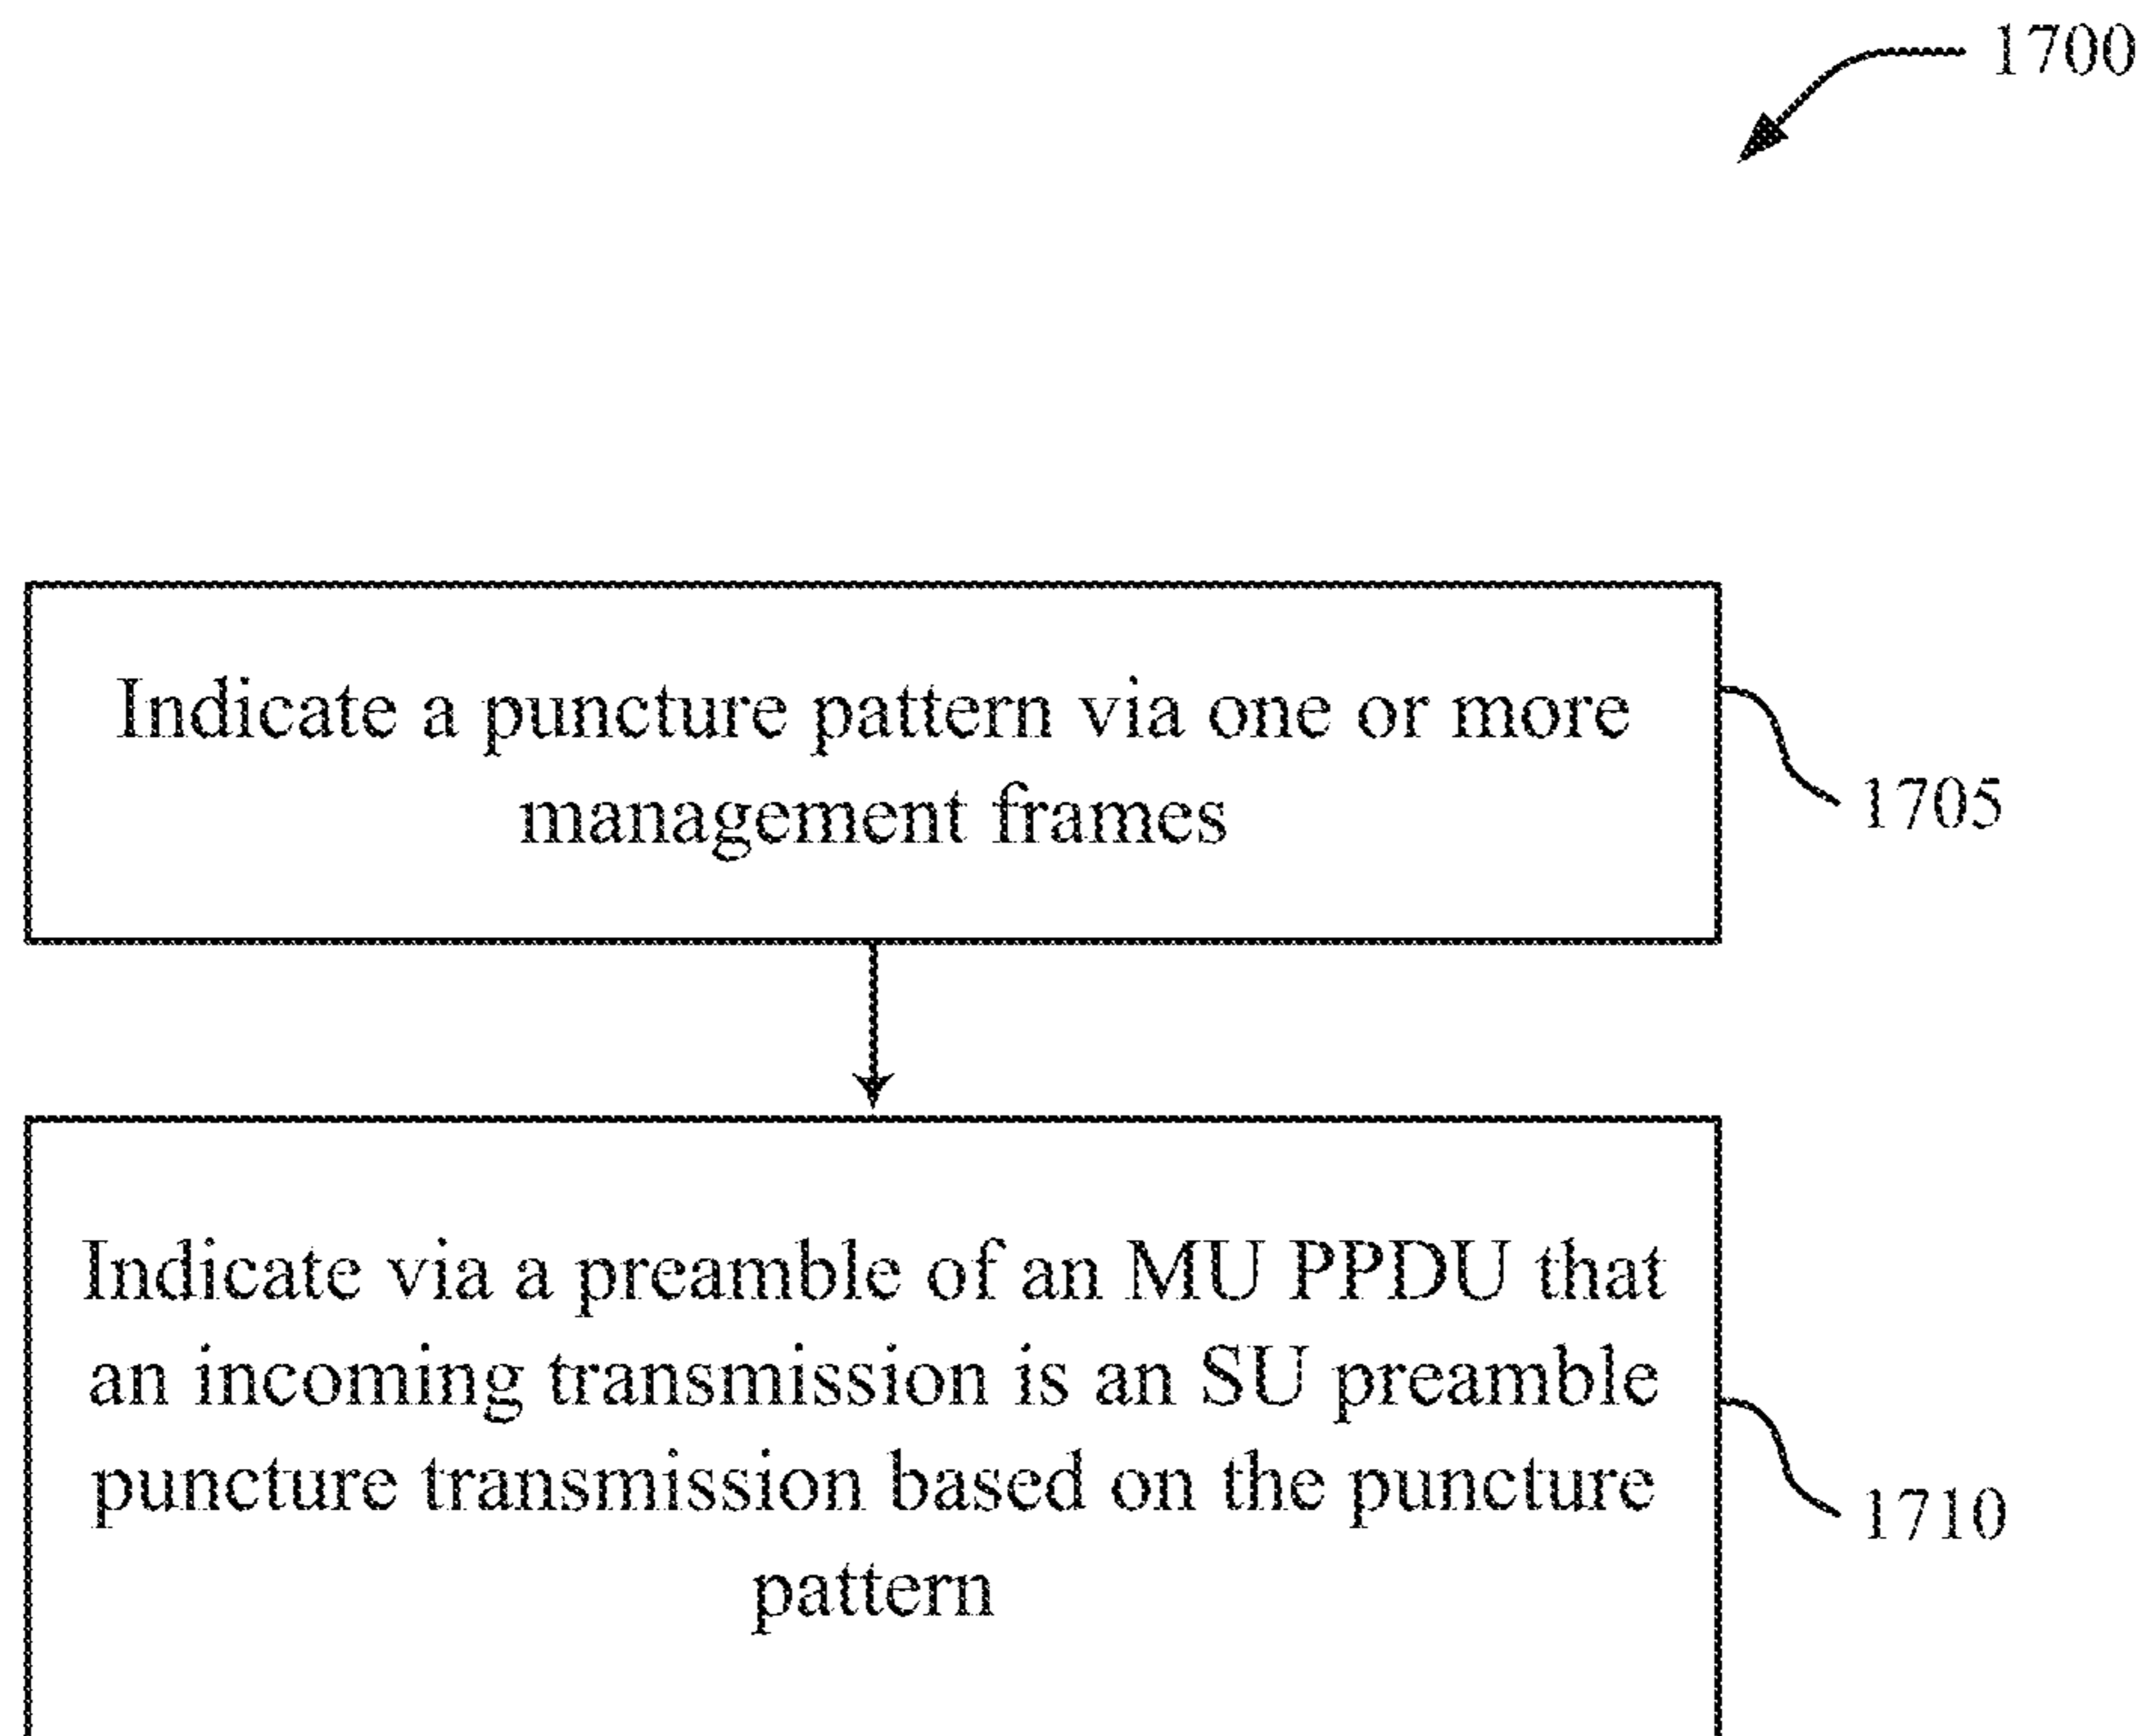 1700
Indicate a puncture pattern via one or more
management frames
1705
Indicate via a preamble of an MU PPDU that
an incoming transmission is an SU preamble
puncture transmission based on the puncture
pattern
1710